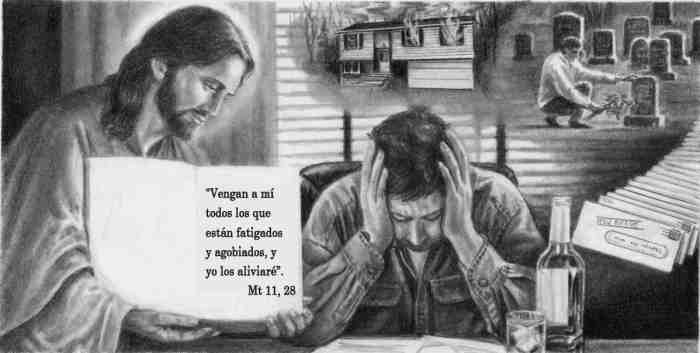 "Vengan a mí
todos los que
están fatigados
y agobiados, y
yo los aliviaré".
Mt 11, 28